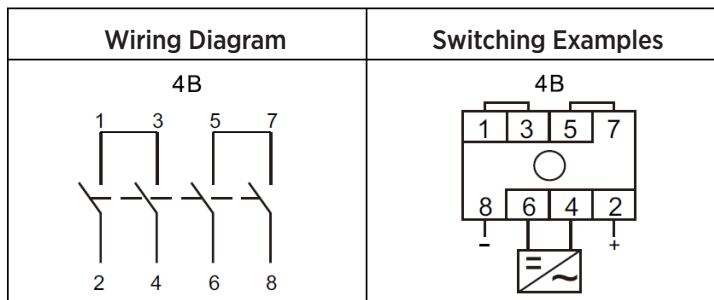 Wiring Diagram Switching Examples
4B 4B
1 3 5 7
2 4 6 8
1 3 5 7
8 6 4 2
- +
= ~